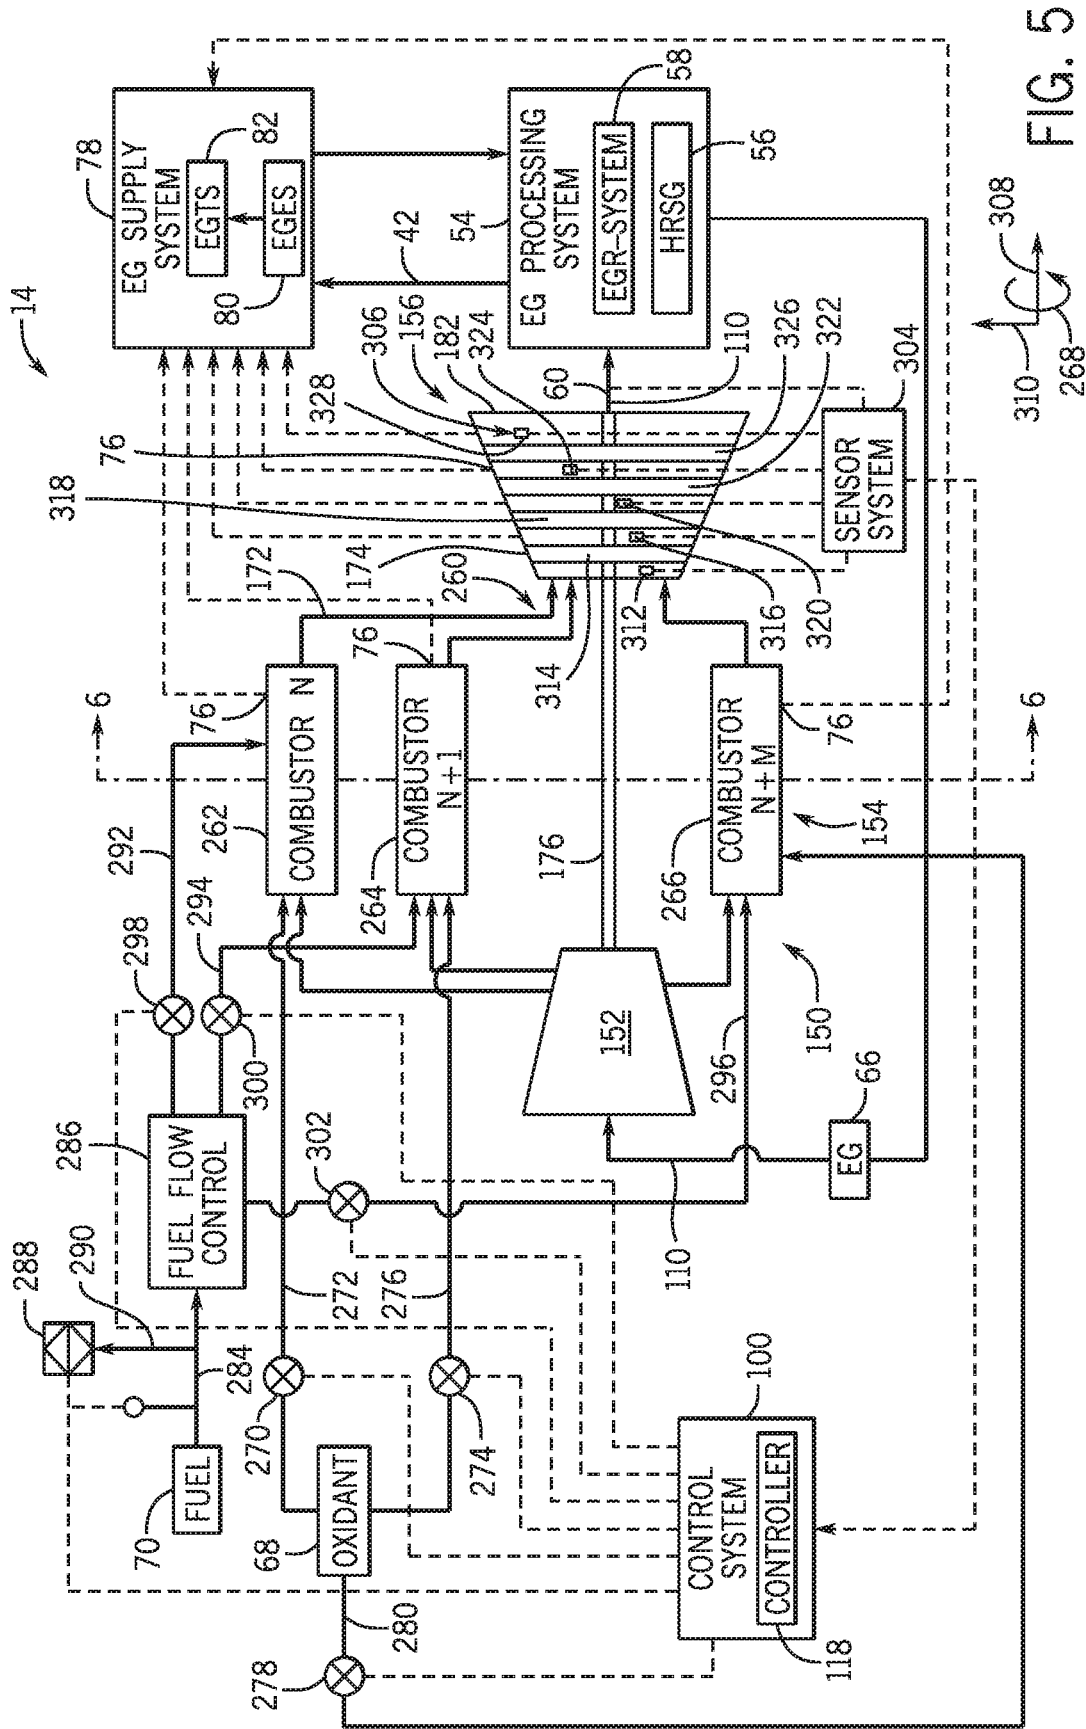 14
78
EG SUPPLY
SYSTEM
EGTS
82
EGES
80
42
54
EG PROCESSING
SYSTEM
EGR-SYSTEM
58
HRSG
56
FIG. 5
288
290
286
FUEL FLOW
CONTROL
284
FUEL
70
298
292
294
300
262
COMBUSTOR N
76
172
6
264
COMBUSTOR
N+1
76
174
260
318
76
328
306
156
182
324
60
110
326
322
304
SENSOR
SYSTEM
310
308
268
314
312
316
320
270
272
302
OXIDANT
68
276
274
280
278
152
176
266
COMBUSTOR
N+M
76
154
150
296
66
EG
110
6
100
CONTROL
SYSTEM
CONTROLLER
118